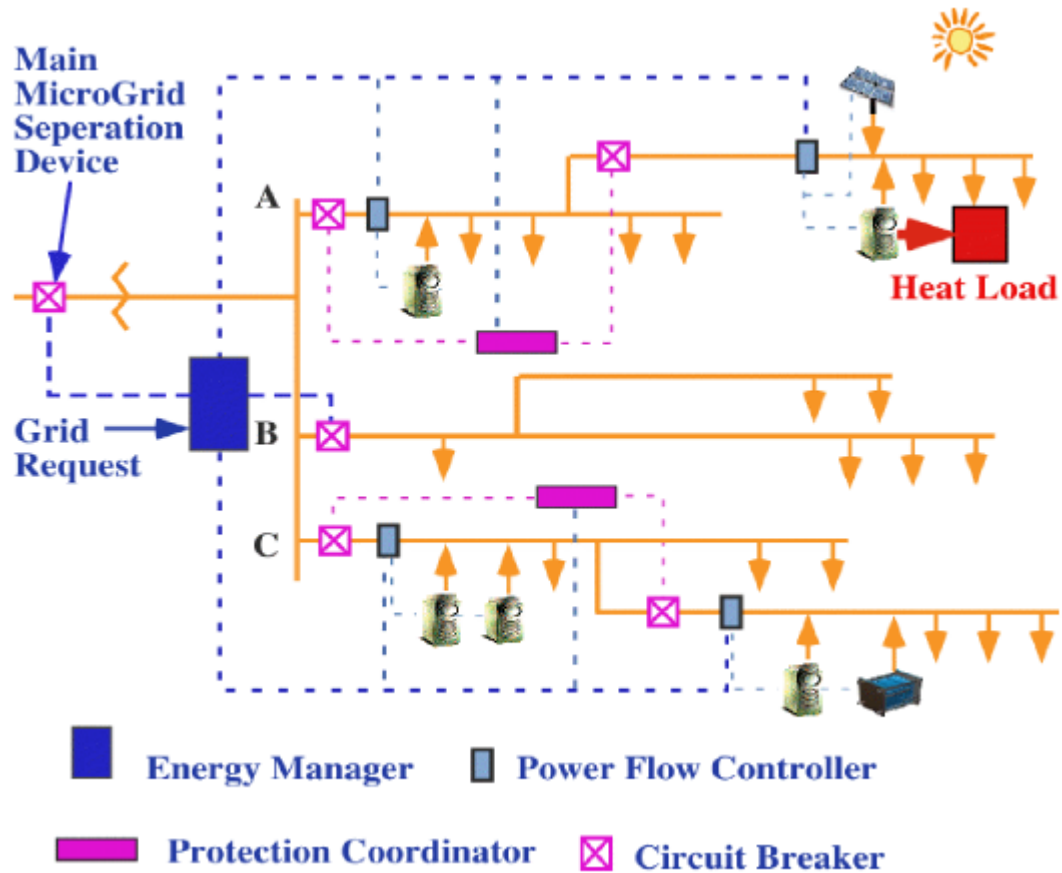 Main
MicroGrid
Seperation
Device
A
Heat Load
Grid
Request
B
C
Energy Manager
Power Flow Controller
Protection Coordinator
Circuit Breaker